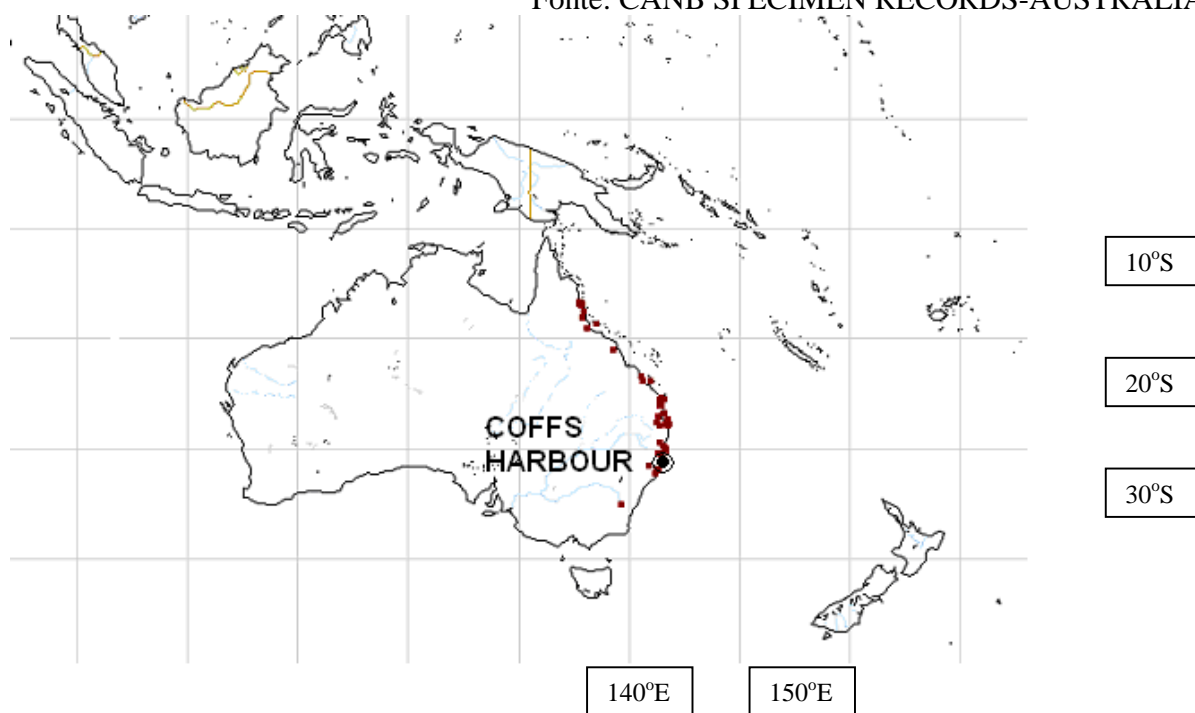 Fonte: CANB SPECIMEN RECORDS-AUSTRALIA
10°S
20°S
COFFS
HARBOUR
30°S
140°E 150°E